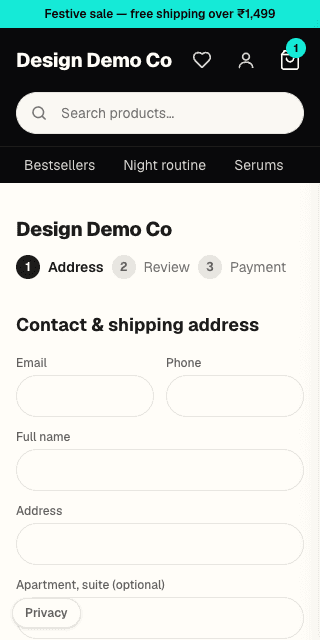 Festive sale — free shipping over ₹1,499
Design Demo Co
1
Search products...
Bestsellers Night routine Serums
Design Demo Co
1 Address 2 Review 3 Payment
Contact & shipping address
Email Phone
Full name
Address
Apartment, suite (optional)
Privacy